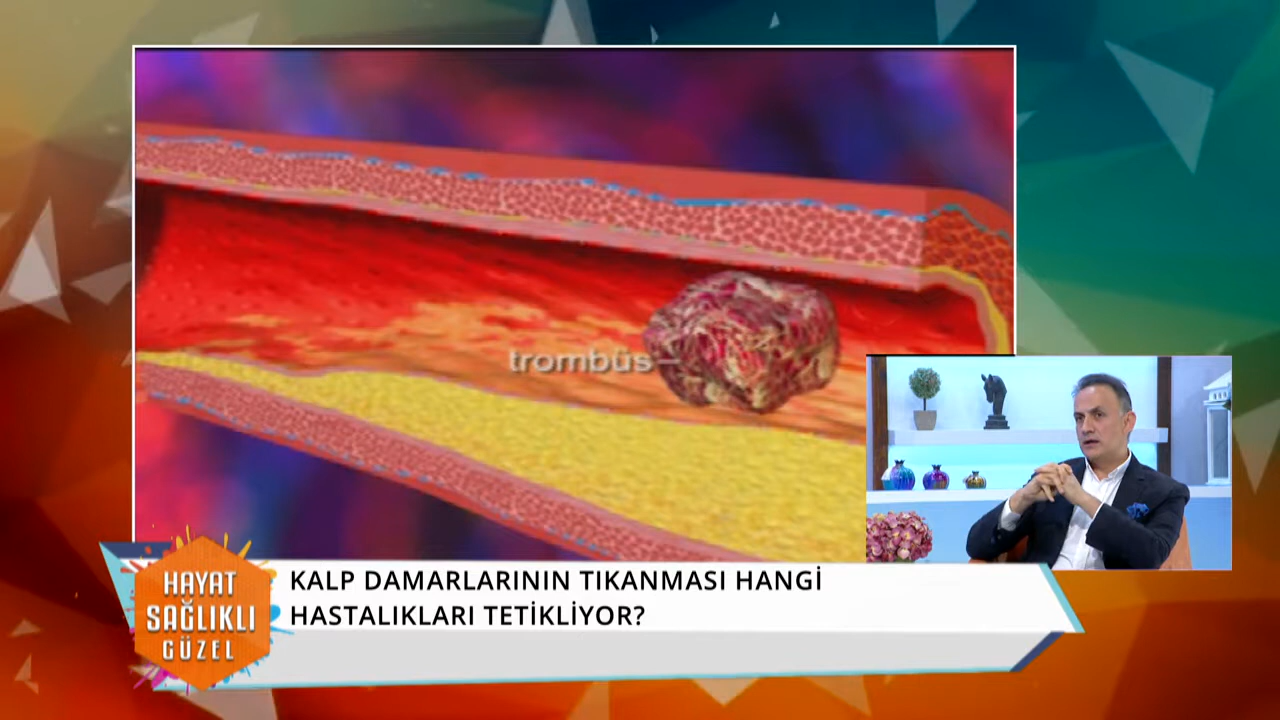 trombüs
KALP DAMARLARININ TIKANMASI HANGİ
HASTALIKLARI TETİKLİYOR?
HAYAT
SAĞLIKLI
GÜZEL